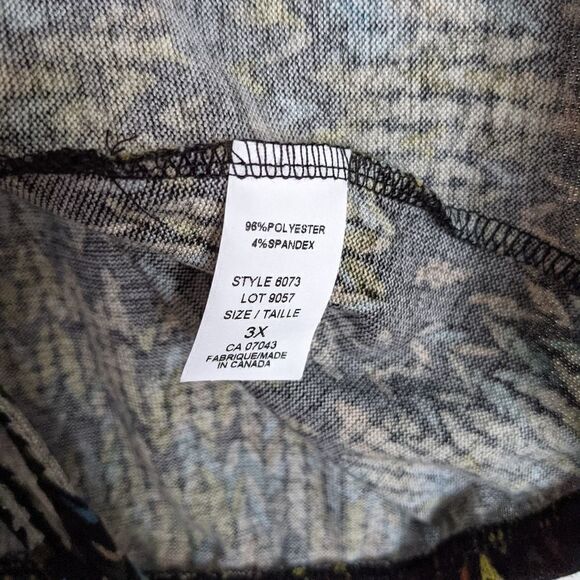 96%POLYESTER
4%SPANDEX
STYLE 6073
LOT 9057
SIZE / TAILLE
3X
CA 07043
FABRIQUE/MADE
IN CANADA